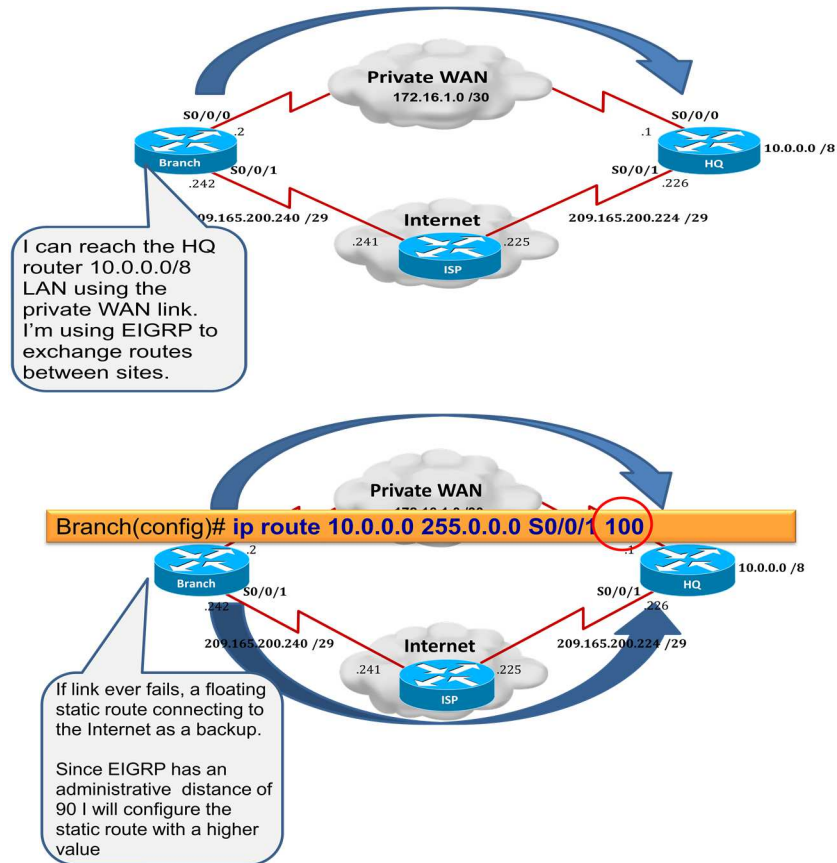 Private WAN
172.16.1.0 /30
S0/0/0
.2
Branch
S0/0/1
.242
S0/0/0
.1
HQ
10.0.0.0 /8
S0/0/1
.226
09.165.200.240 /29
Internet
209.165.200.224 /29
.241
.225
ISP
I can reach the HQ
router 10.0.0.0/8
LAN using the
private WAN link.
I'm using EIGRP to
exchange routes
between sites.
Private WAN
Branch(config)# ip route 10.0.0.0 255.0.0.0 S0/0/1 100
.2
Branch
S0/0/1
.242
.1
HQ
10.0.0.0 /8
S0/0/1
.226
209.165.200.240 /29
Internet
209.165.200.224 /29
.241
.225
ISP
If link ever fails, a floating
static route connecting to
the Internet as a backup.
Since EIGRP has an
administrative distance of
90 I will configure the
static route with a higher
value